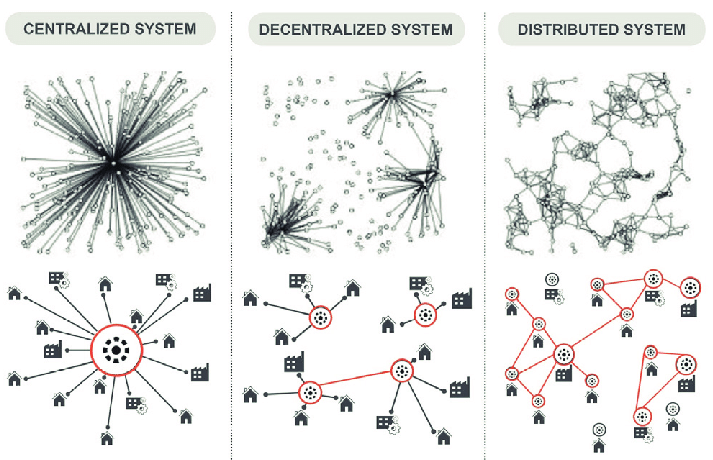 CENTRALIZED SYSTEM
DECENTRALIZED SYSTEM
DISTRIBUTED SYSTEM